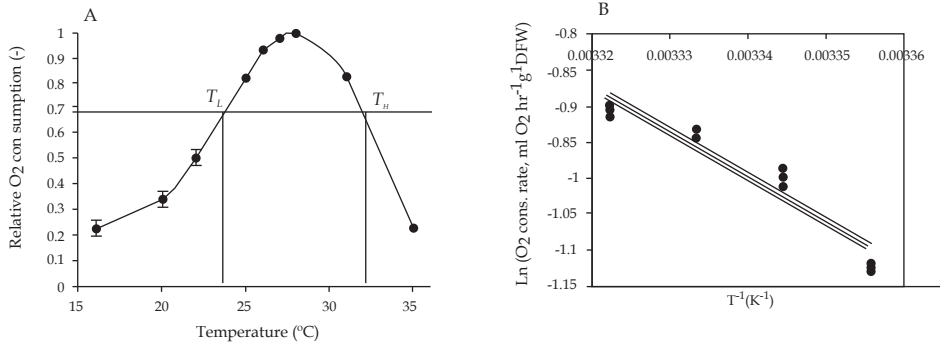 A
Relative O2 con sumption (-)
1
0.9
0.8
0.7
0.6
0.5
0.4
0.3
0.2
0.1
0
TL
TH
15
20
25
30
35
Temperature (ºC)
B
Ln (O2 cons. rate, ml O2 hr-1g1DFW)
-0.8
-0.85
-0.9
-0.95
-1
-1.05
-1.1
-1.15
0.00332 0.00333 0.00334 0.00335 0.00336
T-1(K-1)